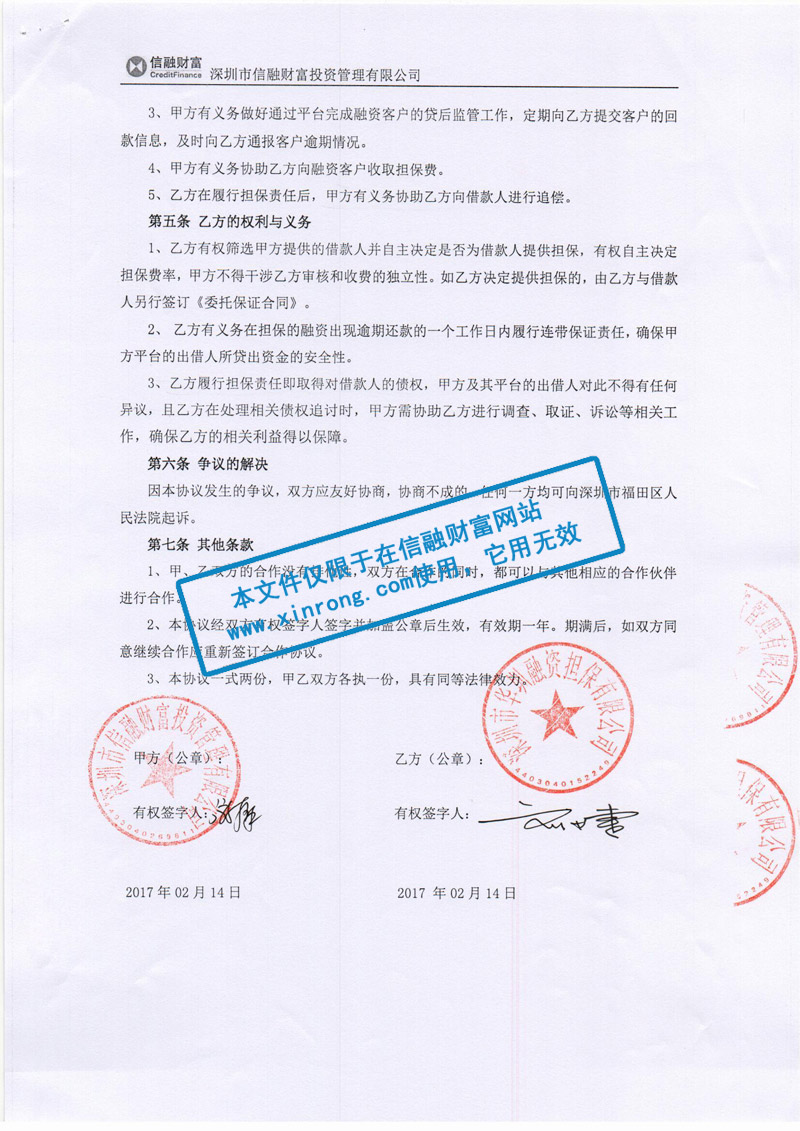 信融财富
CreditFinance
深圳市信融财富投资管理有限公司
3、甲方有义务做好通过平台完成融资客户的贷后监管工作，定期向乙方提交客户的回
款信息，及时向乙方通报客户逾期情况。
4、甲方有义务协助乙方向融资客户收取担保费。
5、乙方在履行担保责任后，甲方有义务协助乙方向借款人进行追偿。
第五条 乙方的权利与义务
1、乙方有权筛选甲方提供的借款人并自主决定是否为借款人提供担保，有权自主决定
担保费率，甲方不得干涉乙方审核和收费的独立性。如乙方决定提供担保的，由乙方与借款
人另行签订《委托保证合同》。
2、 乙方有义务在担保的融资出现逾期还款的一个工作日内履行连带保证责任，确保甲
方平台的出借人所贷出资金的安全性。
3、乙方履行担保责任即取得对借款人的债权，甲方及其平台的出借人对此不得有任何
异议，且乙方在处理相关债权追讨时，甲方需协助乙方进行调查、取证、诉讼等相关工
作，确保乙方的相关利益得以保障。
第六条 争议的解决
因本协议发生的争议，双方应友好协商，协商不成的，任何一方均可向深圳市福田区人
民法院起诉。
第七条 其他条款
1、甲、乙双方的合作没有排他性，双方在合作的同时，都可以与其他相应的合作伙伴
进行合作。
2、本协议经双方有权签字人签字并加盖公章后生效，有效期一年。期满后，如双方同
意继续合作应重新签订合作协议。
3、本协议一式两份，甲乙双方各执一份，具有同等法律效力。
本文件仅限于在信融财富网站
www.xinrong.com使用，它用无效
甲方（公章）：
乙方（公章）：
深圳市信融财富投资管理有限公司
深圳市华融资担保有限公司
4403040152249
有权签字人：
有权签字人：
2017 年 02 月 14 日
2017 年 02 月 14 日
管理有限公司
保有限公司